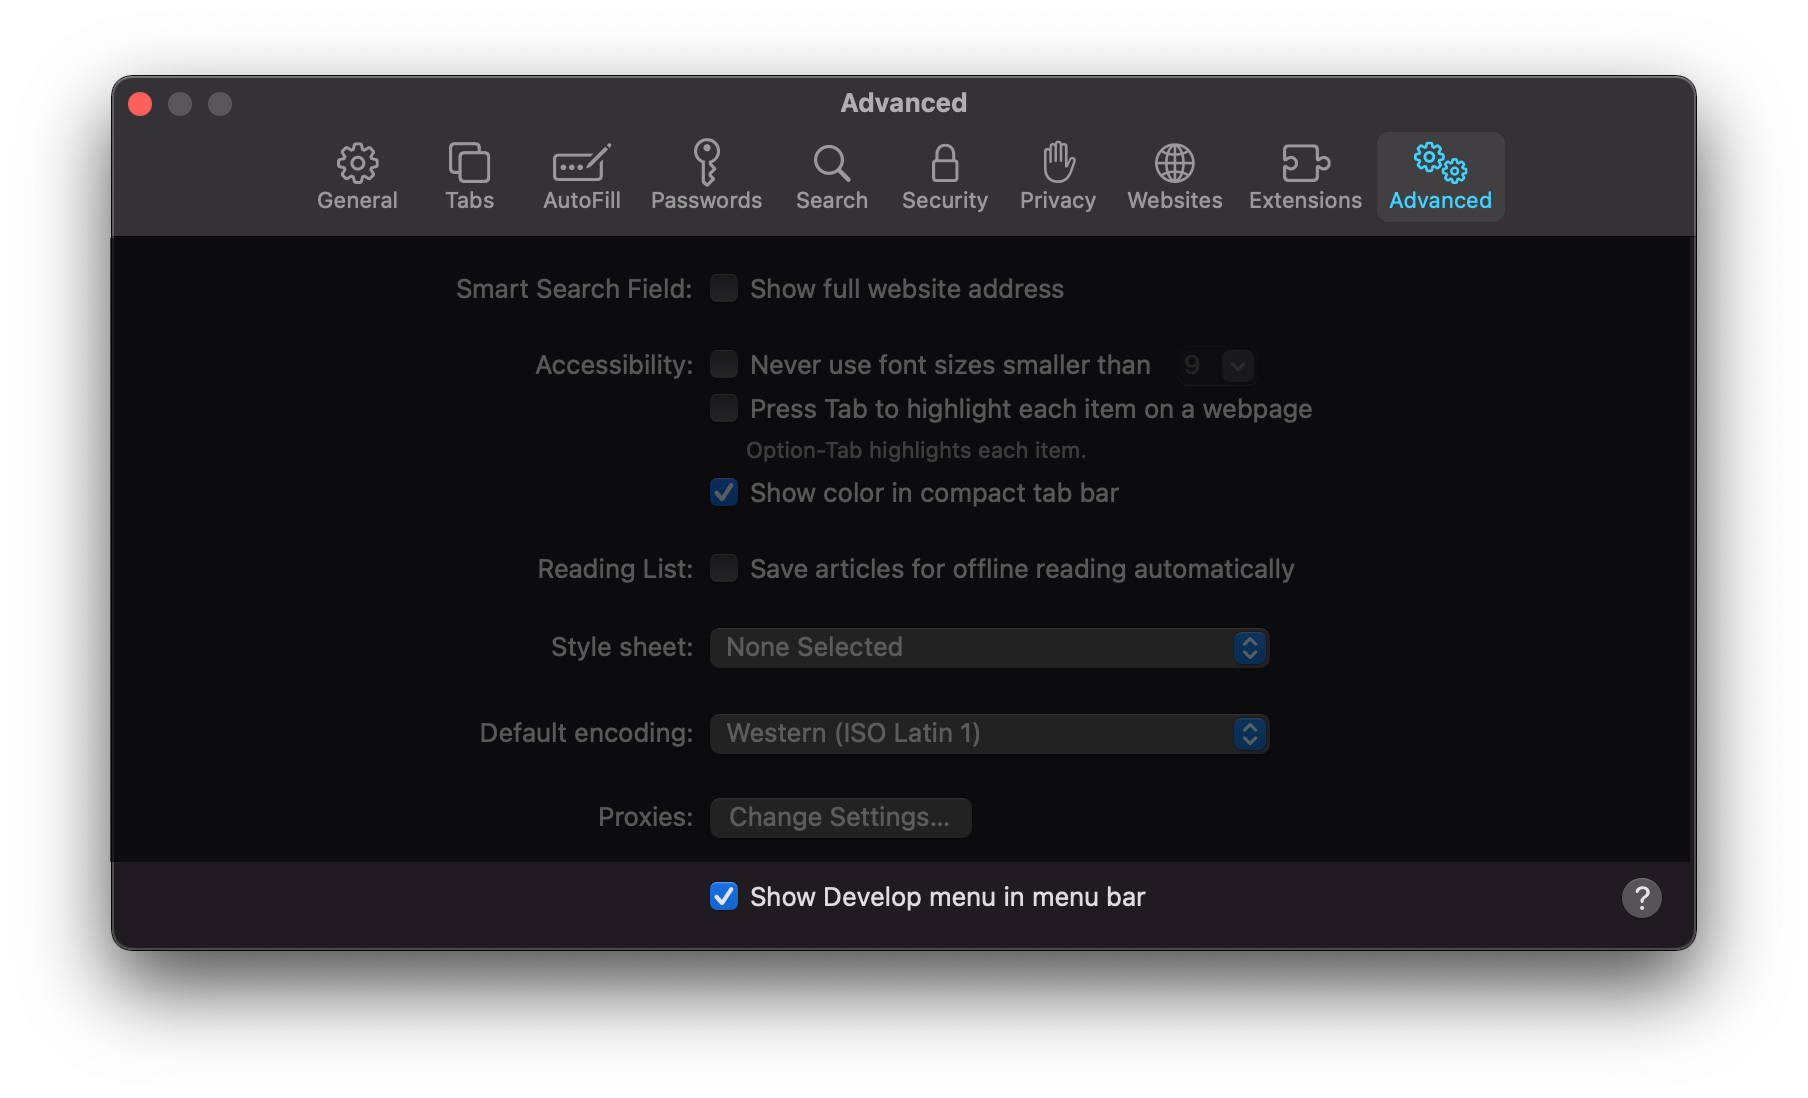 Advanced
General Tabs AutoFill Passwords Search Security Privacy Websites Extensions Advanced
Smart Search Field: Show full website address
Accessibility: Never use font sizes smaller than 9
Press Tab to highlight each item on a webpage
Option-Tab highlights each item.
Show color in compact tab bar
Reading List: Save articles for offline reading automatically
Style sheet: None Selected
Default encoding: Western (ISO Latin 1)
Proxies: Change Settings...
Show Develop menu in menu bar ?